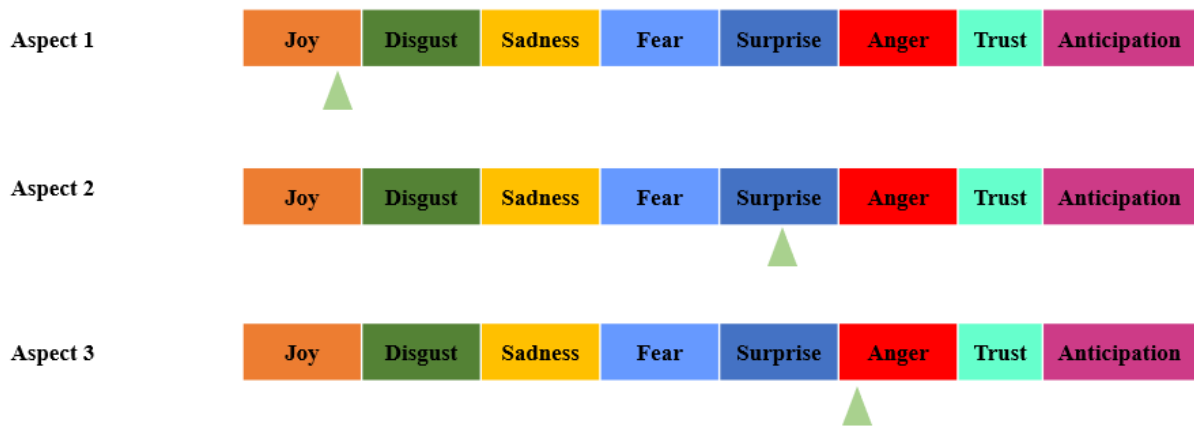 Aspect 1 Joy Disgust Sadness Fear Surprise Anger Trust Anticipation
Aspect 2 Joy Disgust Sadness Fear Surprise Anger Trust Anticipation
Aspect 3 Joy Disgust Sadness Fear Surprise Anger Trust Anticipation